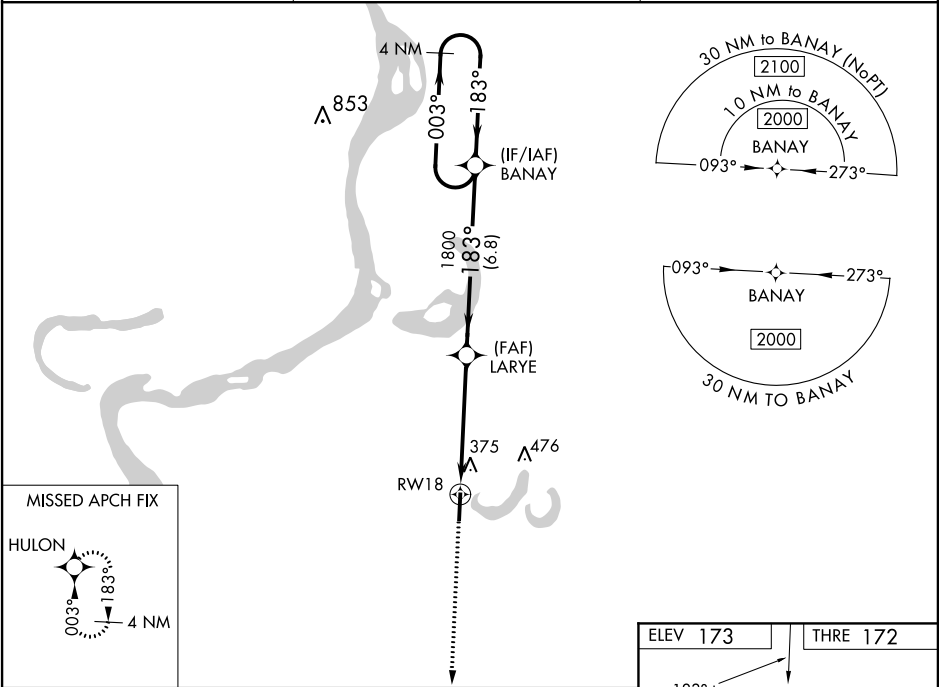 4 NM
003°
183°
853
(IF/IAF)
BANAY
1800
183°
(6.8)
(FAF)
LARYE
375
476
RW18
30 NM to BANAY (NoPT)
2100
10 NM to BANAY
2000
BANAY
093°
273°
093°
273°
BANAY
2000
30 NM TO BANAY
MISSED APCH FIX
HULON
003°
183°
4 NM
ELEV 173
THRE 172